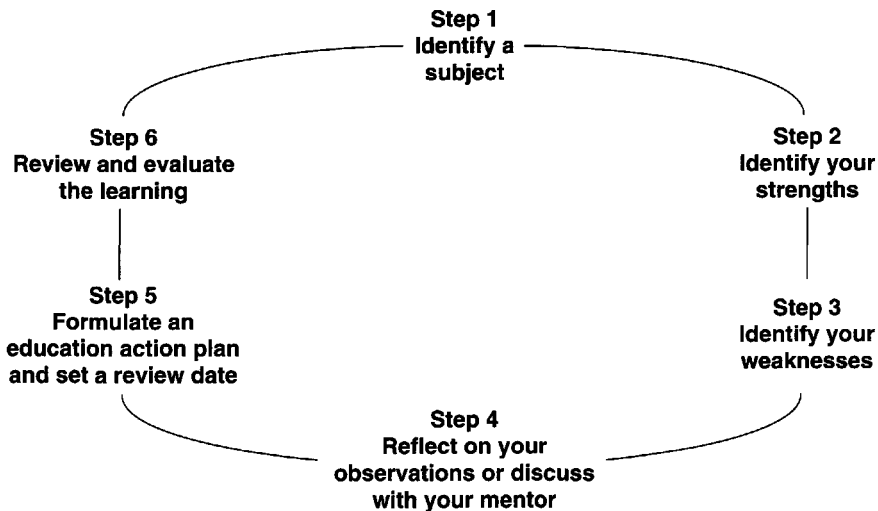 Step 1
Identify a
subject
Step 2
Identify your
strengths
Step 3
Identify your
weaknesses
Step 4
Reflect on your
observations or discuss
with your mentor
Step 5
Formulate an
education action plan
and set a review date
Step 6
Review and evaluate
the learning